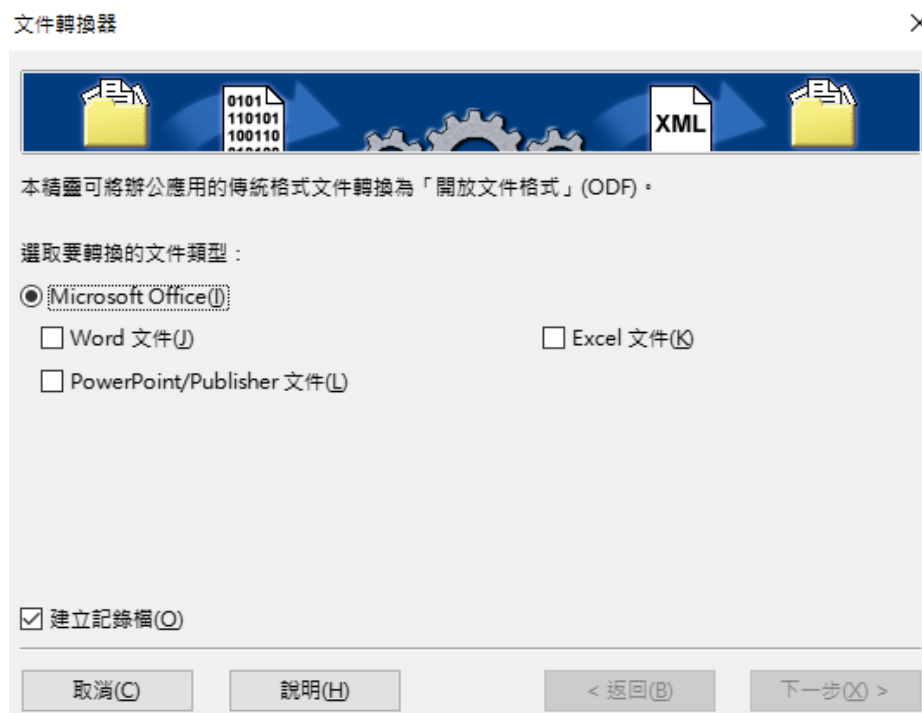 文件轉換器
0101
110101
100110
XML
本精靈可將辦公應用的傳統格式文件轉換為「開放文件格式」(ODF)。
選取要轉換的文件類型：
Microsoft Office(I)
Word 文件(J)
Excel 文件(K)
PowerPoint/Publisher 文件(L)
建立記錄檔(O)
取消(C)
說明(H)
< 返回(B)
下一步(X) >